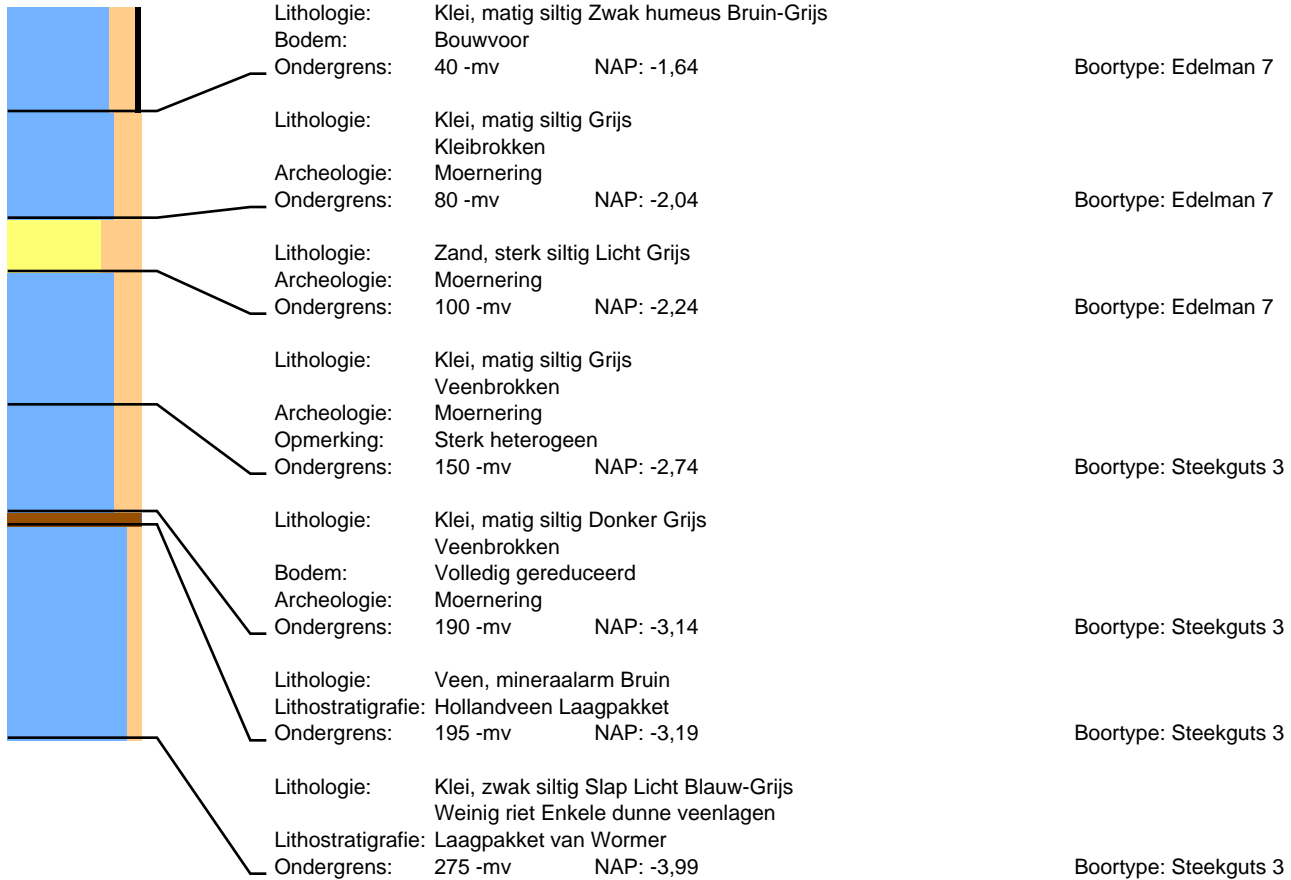 Lithologie: Klei, matig siltig Zwak humeus Bruin-Grijs
Bodem: Bouwvoor
Ondergrens: 40 -mv NAP: -1,64 Boortype: Edelman 7
Lithologie: Klei, matig siltig Grijs
Kleibrokken
Archeologie: Moernering
Ondergrens: 80 -mv NAP: -2,04 Boortype: Edelman 7
Lithologie: Zand, sterk siltig Licht Grijs
Archeologie: Moernering
Ondergrens: 100 -mv NAP: -2,24 Boortype: Edelman 7
Lithologie: Klei, matig siltig Grijs
Veenbrokken
Archeologie: Moernering
Opmerking: Sterk heterogeen
Ondergrens: 150 -mv NAP: -2,74 Boortype: Steekguts 3
Lithologie: Klei, matig siltig Donker Grijs
Veenbrokken
Bodem: Volledig gereduceerd
Archeologie: Moernering
Ondergrens: 190 -mv NAP: -3,14 Boortype: Steekguts 3
Lithologie: Veen, mineraalarm Bruin
Lithostratigrafie: Hollandveen Laagpakket
Ondergrens: 195 -mv NAP: -3,19 Boortype: Steekguts 3
Lithologie: Klei, zwak siltig Slap Licht Blauw-Grijs
Weinig riet Enkele dunne veenlagen
Lithostratigrafie: Laagpakket van Wormer
Ondergrens: 275 -mv NAP: -3,99 Boortype: Steekguts 3